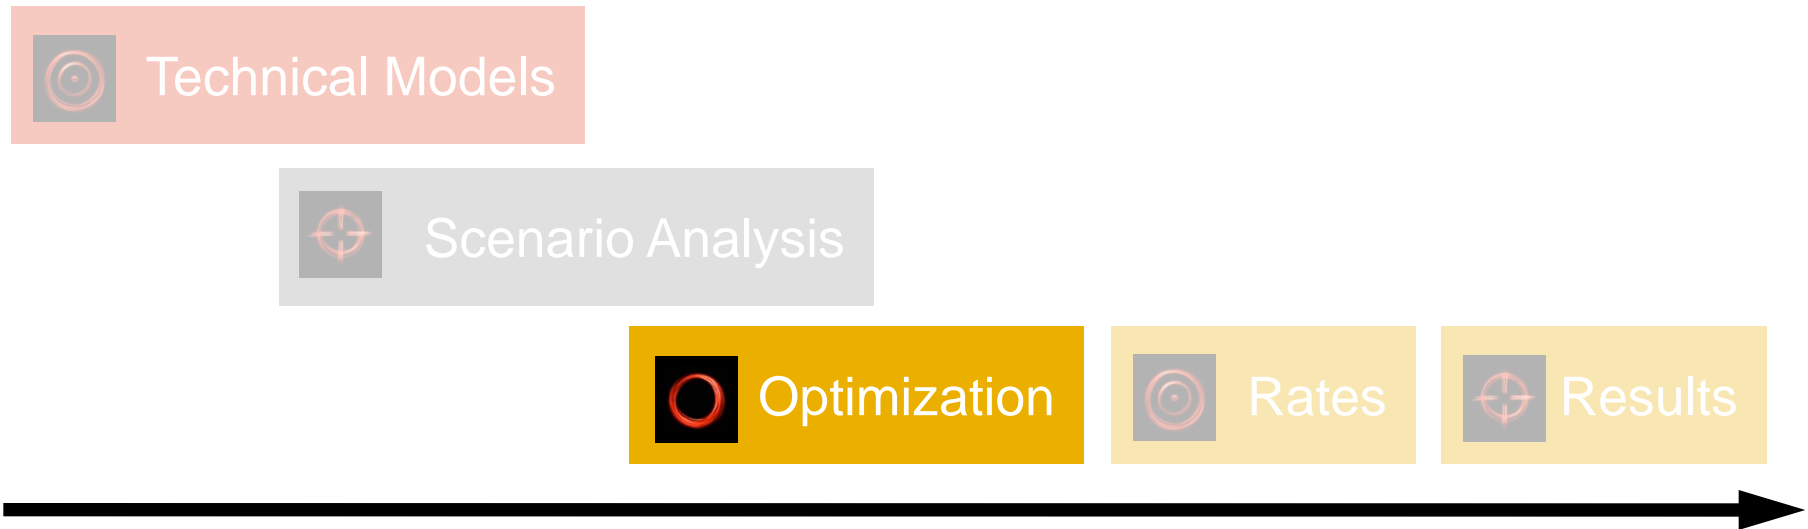 Technical Models
Scenario Analysis
Optimization
Rates
Results